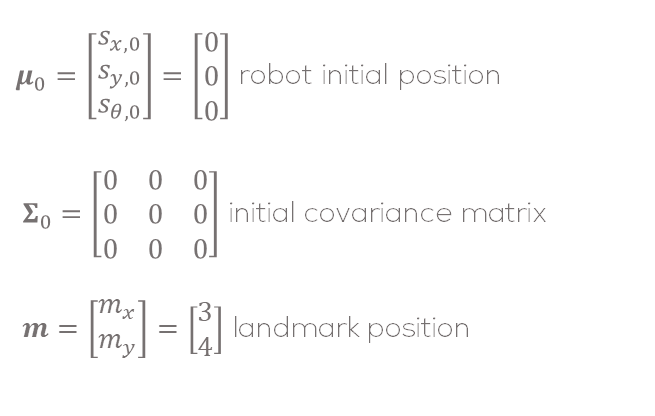 𝝁₀ = [s_{x,0} s_{y,0} s_{θ,0}] = [0 0 0] robot initial position
𝚺₀ = [0 0 0; 0 0 0; 0 0 0] initial covariance matrix
𝒎 = [m_x m_y] = [3 4] landmark position